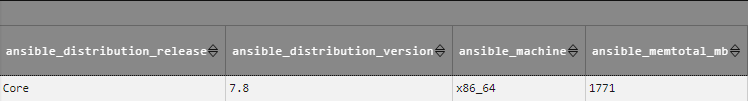 ansible_distribution_release ansible_distribution_version ansible_machine ansible_memtotal_mb
Core 7.8 x86_64 1771